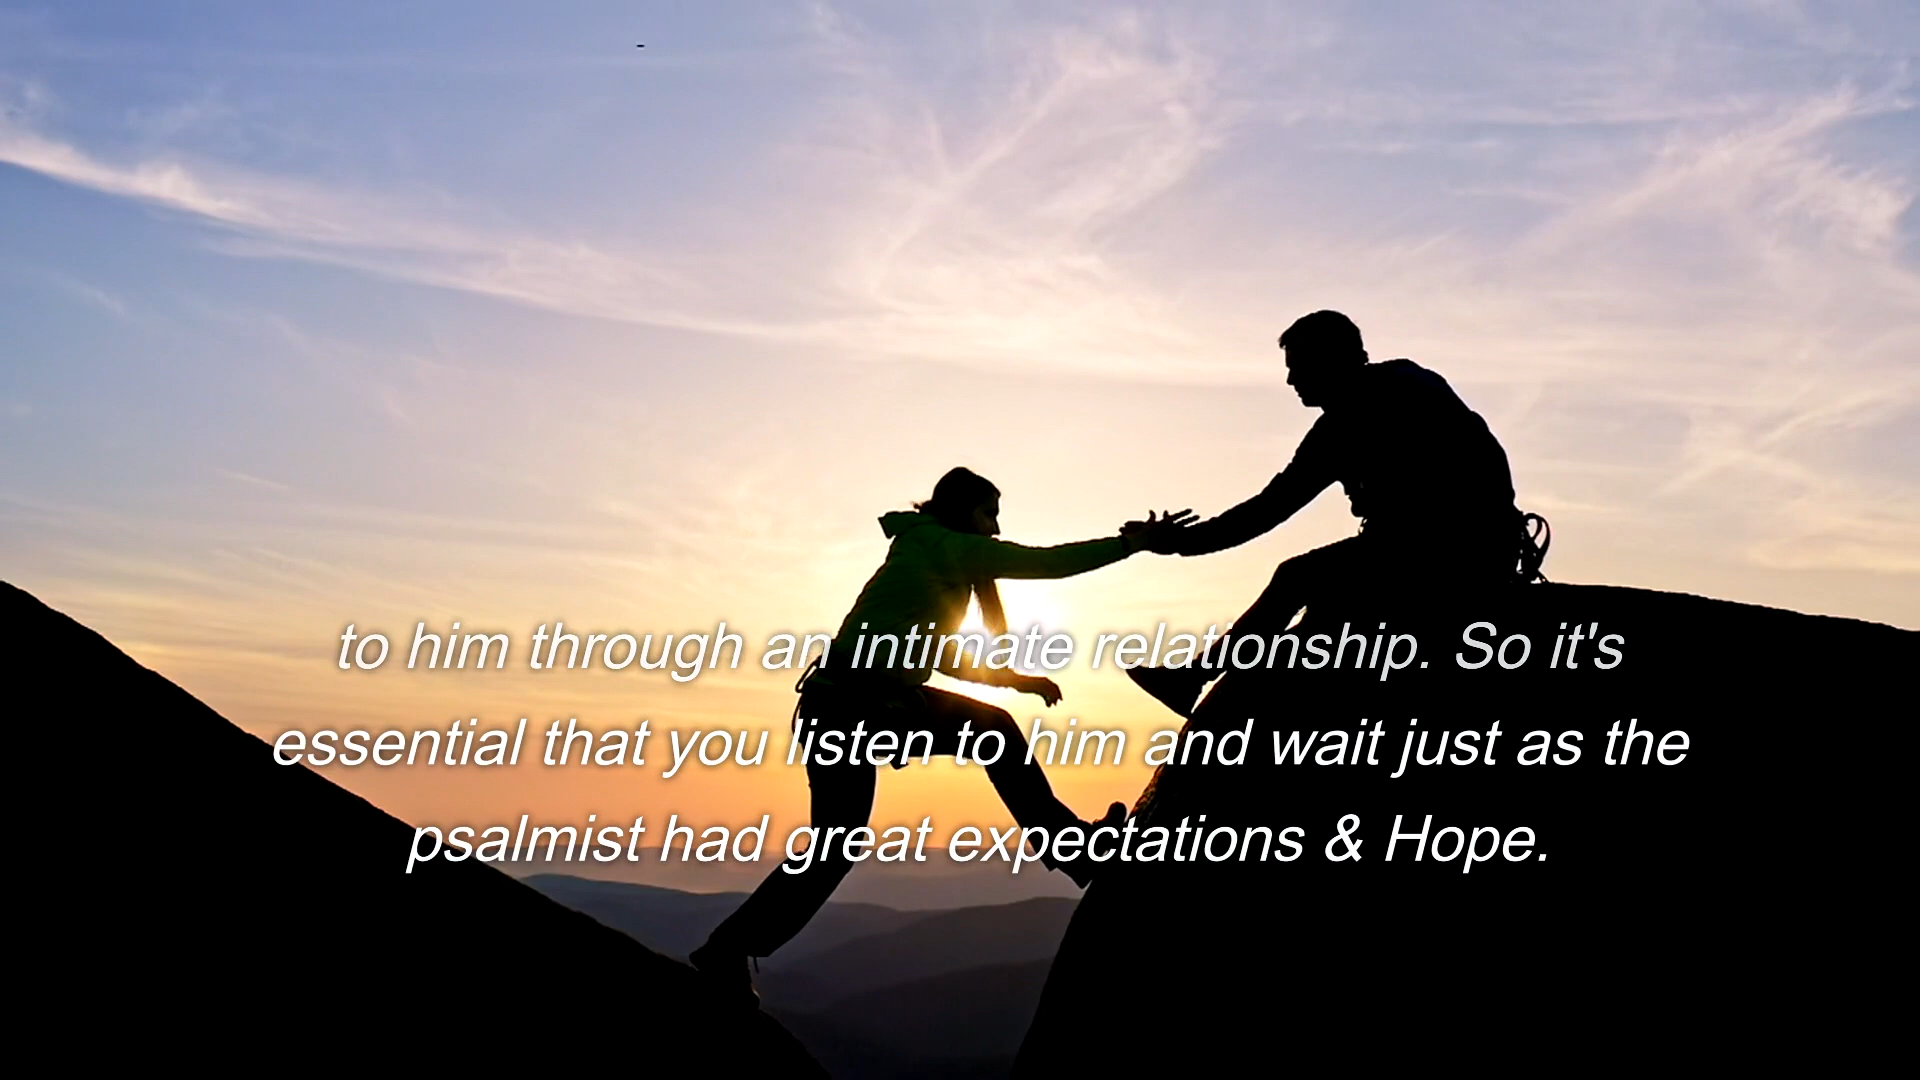 to him through an intimate relationship. So it's
essential that you listen to him and wait just as the
psalmist had great expectations & Hope.